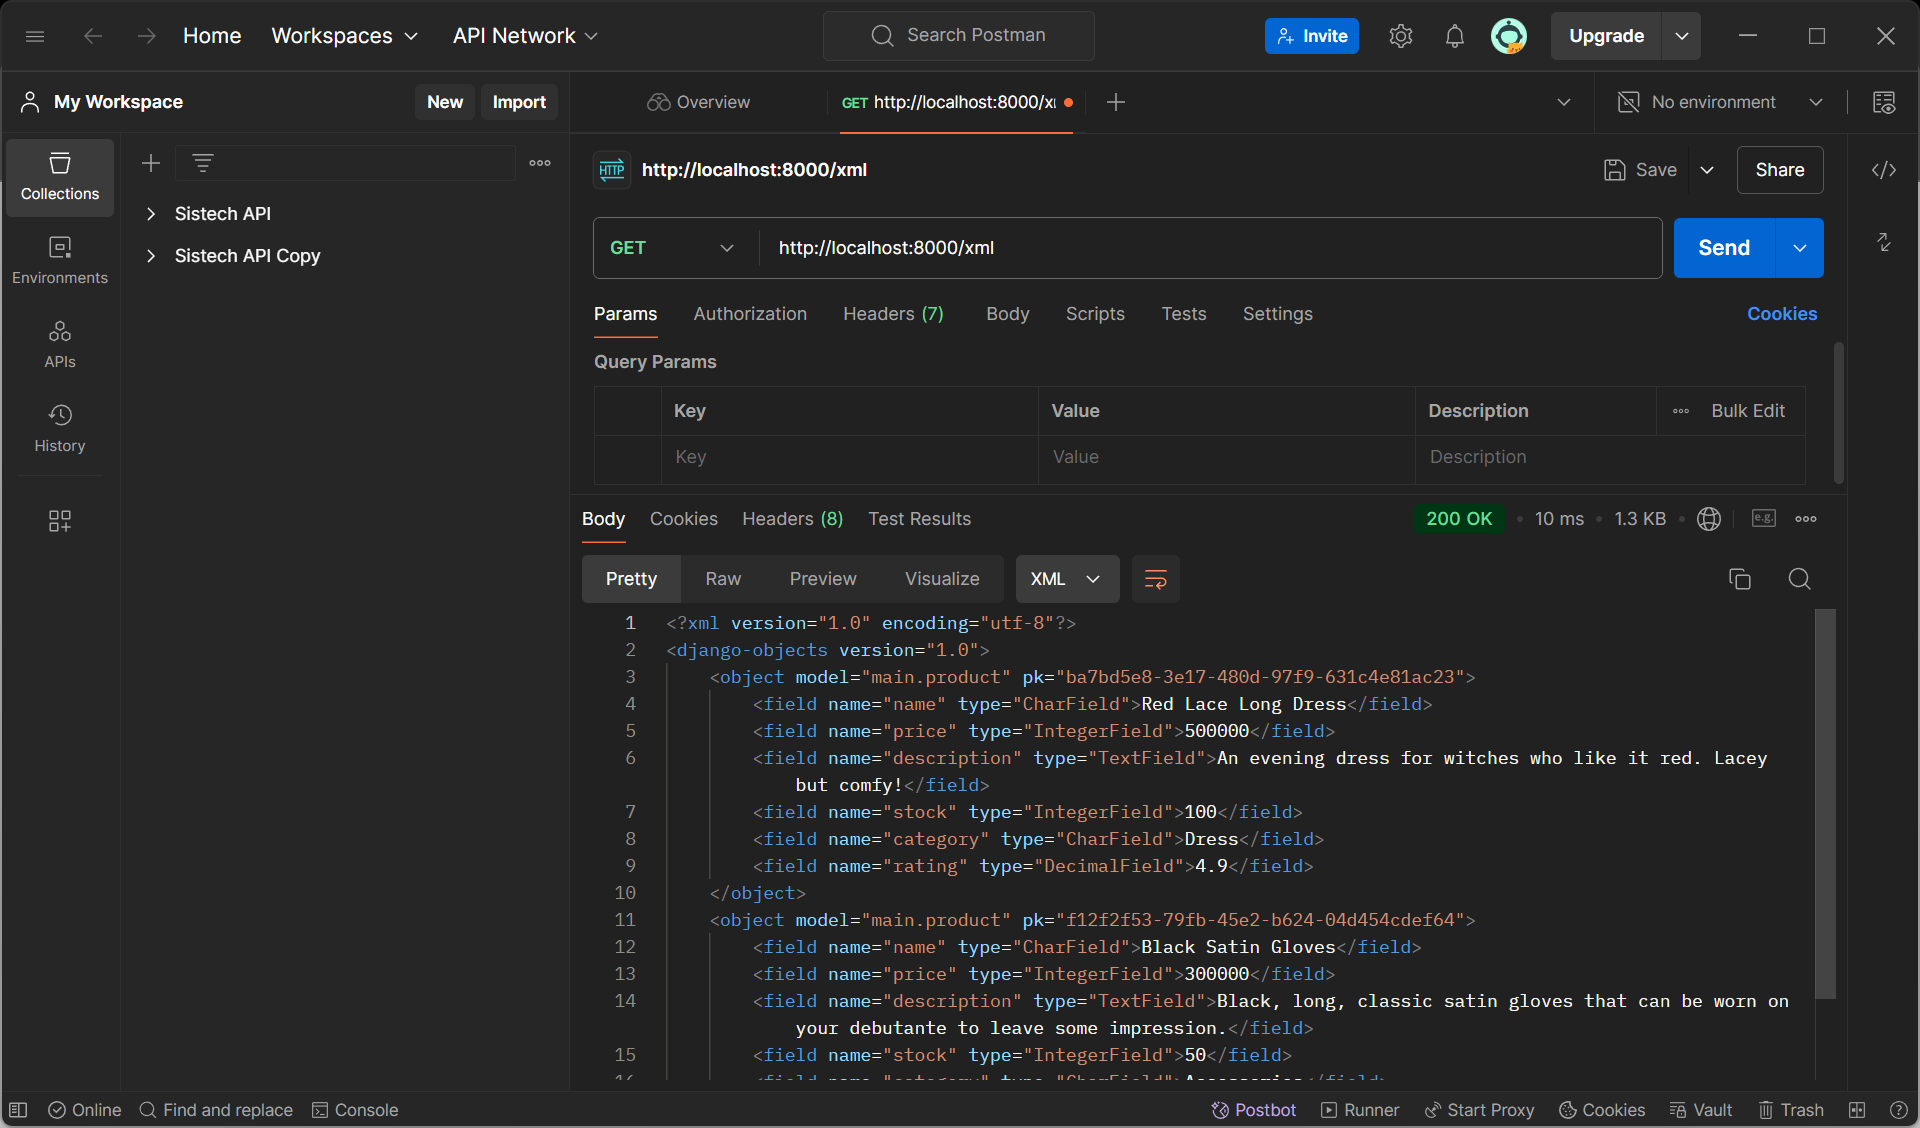 Home
Workspaces
API Network
Search Postman
Invite
Upgrade
My Workspace
New
Import
Overview
GET http://localhost:8000/x
No environment
Collections
Environments
APIs
History
Sistech API
Sistech API Copy
HTTP
http://localhost:8000/xml
Save
Share
GET
http://localhost:8000/xml
Send
Params
Authorization
Headers (7)
Body
Scripts
Tests
Settings
Cookies
Query Params
Key
Value
Description
Bulk Edit
Key
Value
Description
Body
Cookies
Headers (8)
Test Results
200 OK
10 ms
1.3 KB
e.g.
Pretty
Raw
Preview
Visualize
XML
1 <?xml version="1.0" encoding="utf-8"?>
2 <django-objects version="1.0">
3 <object model="main.product" pk="ba7bd5e8-3e17-480d-97f9-631c4e81ac23">
4 <field name="name" type="CharField">Red Lace Long Dress</field>
5 <field name="price" type="IntegerField">500000</field>
6 <field name="description" type="TextField">An evening dress for witches who like it red. Lacey
but comfy!</field>
7 <field name="stock" type="IntegerField">100</field>
8 <field name="category" type="CharField">Dress</field>
9 <field name="rating" type="DecimalField">4.9</field>
10 </object>
11 <object model="main.product" pk="f12f2f53-79fb-45e2-b624-04d454cdef64">
12 <field name="name" type="CharField">Black Satin Gloves</field>
13 <field name="price" type="IntegerField">300000</field>
14 <field name="description" type="TextField">Black, long, classic satin gloves that can be worn on
your debutante to leave some impression.</field>
15 <field name="stock" type="IntegerField">50</field>
Online
Find and replace
Console
Postbot
Runner
Start Proxy
Cookies
Vault
Trash